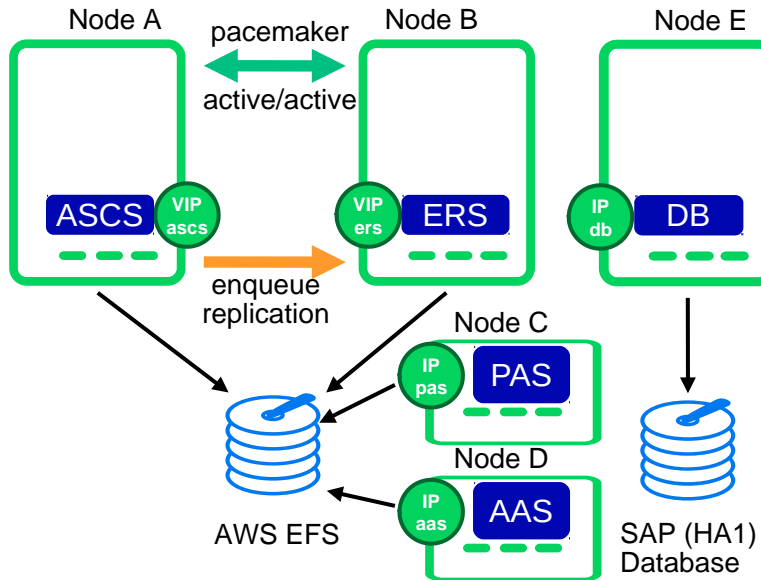 Node A
pacemaker
Node B
Node E
active/active
ASCS
VIP
ascs
VIP
ers
ERS
IP
db
DB
enqueue
replication
Node C
IP
pas
PAS
Node D
IP
aas
AAS
AWS EFS
SAP (HA1)
Database